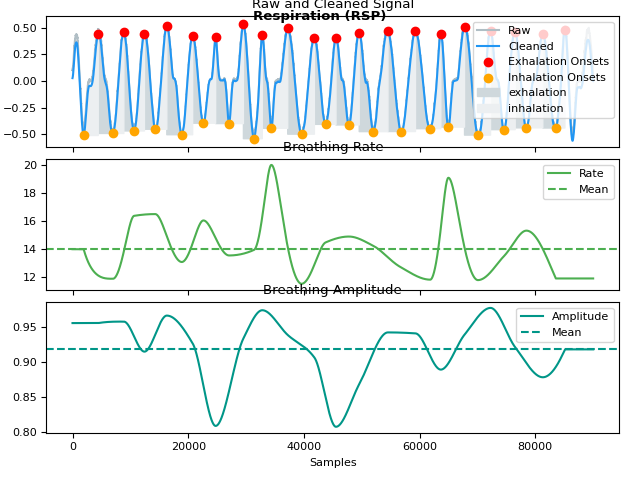 Raw and Cleaned Signal
Respiration (RSP)
0.50
0.25
0.00
−0.25
−0.50
Raw
Cleaned
Exhalation Onsets
Inhalation Onsets
exhalation
inhalation
Breathing Rate
20
18
16
14
12
Rate
Mean
Breathing Amplitude
0.95
0.90
0.85
0.80
Amplitude
Mean
0 20000 40000 60000 80000
Samples